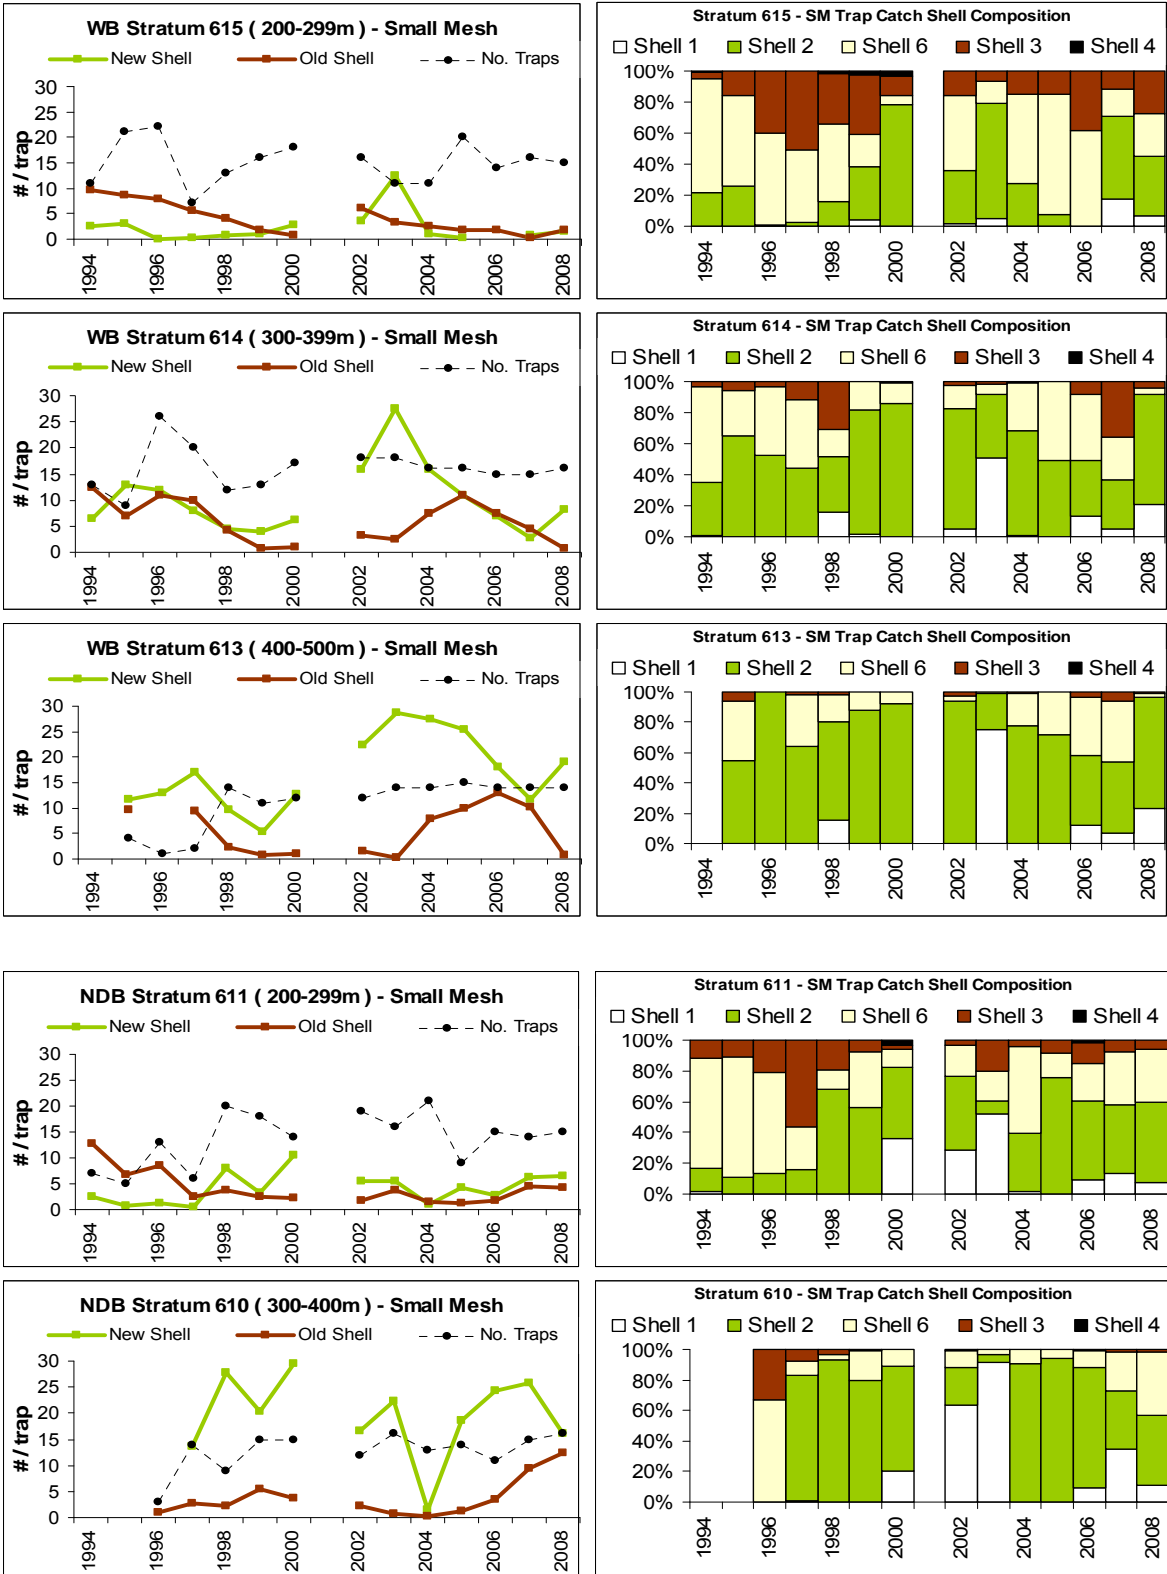 WB Stratum 615 ( 200-299m ) - Small Mesh
New Shell Old Shell No. Traps
# / trap
30
25
20
15
10
5
0
1994 1996 1998 2000 2002 2004 2006 2008
Stratum 615 - SM Trap Catch Shell Composition
Shell 1 Shell 2 Shell 6 Shell 3 Shell 4
100%
80%
60%
40%
20%
0%
1994 1996 1998 2000 2002 2004 2006 2008
WB Stratum 614 ( 300-399m ) - Small Mesh
New Shell Old Shell No. Traps
# / trap
30
25
20
15
10
5
0
1994 1996 1998 2000 2002 2004 2006 2008
Stratum 614 - SM Trap Catch Shell Composition
Shell 1 Shell 2 Shell 6 Shell 3 Shell 4
100%
80%
60%
40%
20%
0%
1994 1996 1998 2000 2002 2004 2006 2008
WB Stratum 613 ( 400-500m ) - Small Mesh
New Shell Old Shell No. Traps
# / trap
30
25
20
15
10
5
0
1994 1996 1998 2000 2002 2004 2006 2008
Stratum 613 - SM Trap Catch Shell Composition
Shell 1 Shell 2 Shell 6 Shell 3 Shell 4
100%
80%
60%
40%
20%
0%
1994 1996 1998 2000 2002 2004 2006 2008
NDB Stratum 611 ( 200-299m ) - Small Mesh
New Shell Old Shell No. Traps
# / trap
30
25
20
15
10
5
0
1994 1996 1998 2000 2002 2004 2006 2008
Stratum 611 - SM Trap Catch Shell Composition
Shell 1 Shell 2 Shell 6 Shell 3 Shell 4
100%
80%
60%
40%
20%
0%
1994 1996 1998 2000 2002 2004 2006 2008
NDB Stratum 610 ( 300-400m ) - Small Mesh
New Shell Old Shell No. Traps
# / trap
30
25
20
15
10
5
0
1994 1996 1998 2000 2002 2004 2006 2008
Stratum 610 - SM Trap Catch Shell Composition
Shell 1 Shell 2 Shell 6 Shell 3 Shell 4
100%
80%
60%
40%
20%
0%
1994 1996 1998 2000 2002 2004 2006 2008